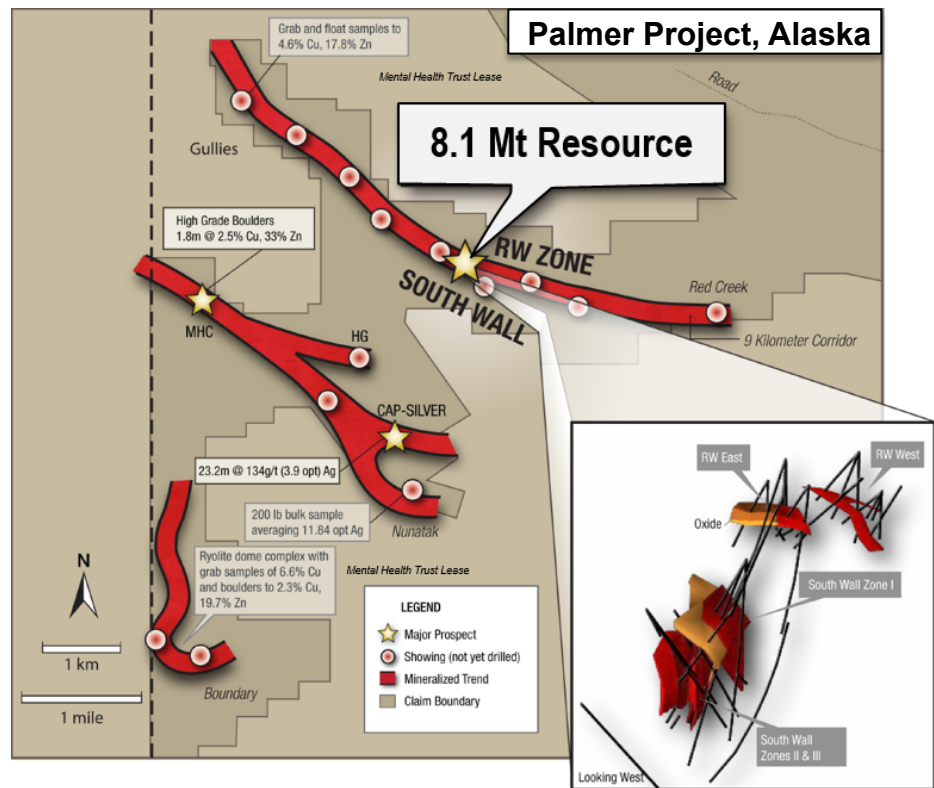 Palmer Project, Alaska
Grab and float samples to
4.6% Cu, 17.8% Zn
Mental Health Trust Lease
Road
Gullies
8.1 Mt Resource
High Grade Boulders
1.8m @ 2.5% Cu, 33% Zn
RW ZONE
SOUTH WALL
Red Creek
MHC
HG
9 Kilometer Corridor
CAP-SILVER
23.2m @ 134g/t (3.9 opt) Ag
200 lb bulk sample
averaging 11.84 opt Ag
Nunatak
Ryolite dome complex with
grab samples of 6.6% Cu
and boulders to 2.3% Cu,
19.7% Zn
Mental Health Trust Lease
N
1 km
1 mile
Boundary
LEGEND
Major Prospect
Showing (not yet drilled)
Mineralized Trend
Claim Boundary
RW East
RW West
Oxide
South Wall Zone I
South Wall
Zones II & III
Looking West